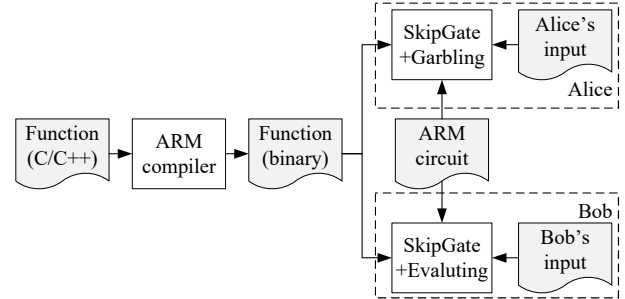 Function
(C/C++)
ARM
compiler
Function
(binary)
SkipGate
+Garbling
Alice's
input
Alice
ARM
circuit
Bob
SkipGate
+Evaluting
Bob's
input